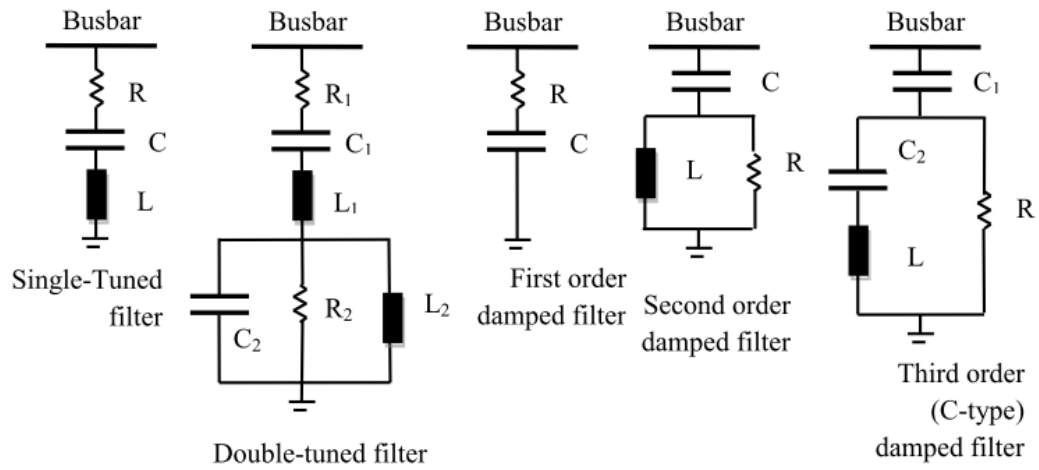 Busbar
R
C
L
Single-Tuned
filter
Busbar
R₁
C₁
L₁
C₂
R₂
L₂
Double-tuned filter
Busbar
R
C
First order
damped filter
Busbar
C
L
R
Second order
damped filter
Busbar
C₁
C₂
L
R
Third order
(C-type)
damped filter